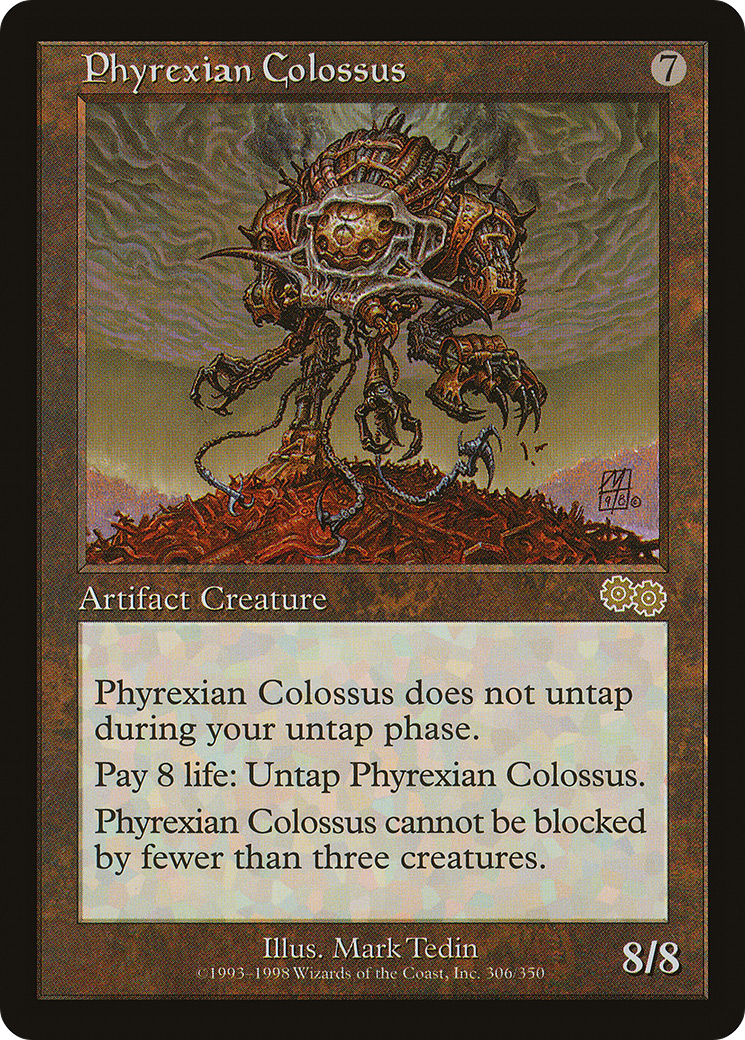 Phyrexian Colossus
7
Artifact Creature
Phyrexian Colossus does not untap
during your untap phase.
Pay 8 life: Untap Phyrexian Colossus.
Phyrexian Colossus cannot be blocked
by fewer than three creatures.
Illus. Mark Tedin
©1993–1998 Wizards of the Coast, Inc. 306/350
8/8